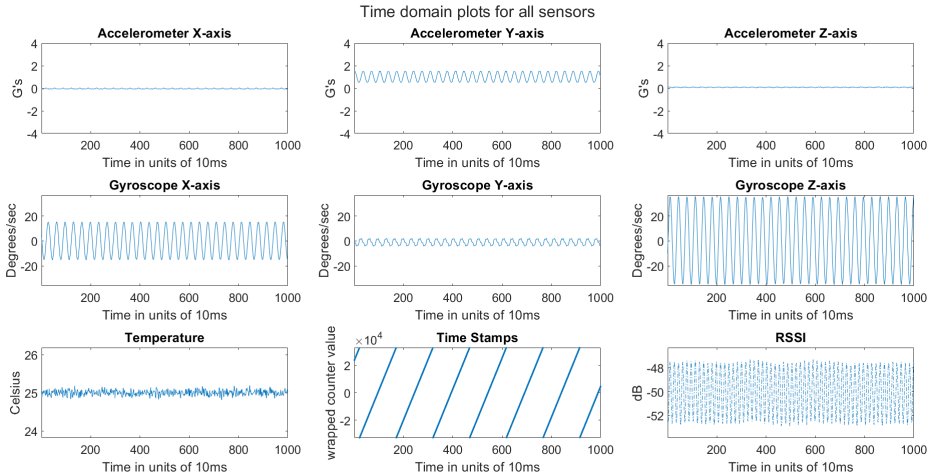 Time domain plots for all sensors
Accelerometer X-axis
4
2
0
-2
-4
G's
200 400 600 800 1000
Time in units of 10ms
Accelerometer Y-axis
4
2
0
-2
-4
G's
200 400 600 800 1000
Time in units of 10ms
Accelerometer Z-axis
4
2
0
-2
-4
G's
200 400 600 800 1000
Time in units of 10ms
Gyroscope X-axis
20
0
-20
Degrees/sec
200 400 600 800 1000
Time in units of 10ms
Gyroscope Y-axis
20
0
-20
Degrees/sec
200 400 600 800 1000
Time in units of 10ms
Gyroscope Z-axis
20
0
-20
Degrees/sec
200 400 600 800 1000
Time in units of 10ms
Temperature
26
25
24
Celsius
200 400 600 800 1000
Time in units of 10ms
Time Stamps
×10⁴
2
0
-2
wrapped counter value
200 400 600 800 1000
Time in units of 10ms
RSSI
-48
-50
-52
dB
200 400 600 800 1000
Time in units of 10ms